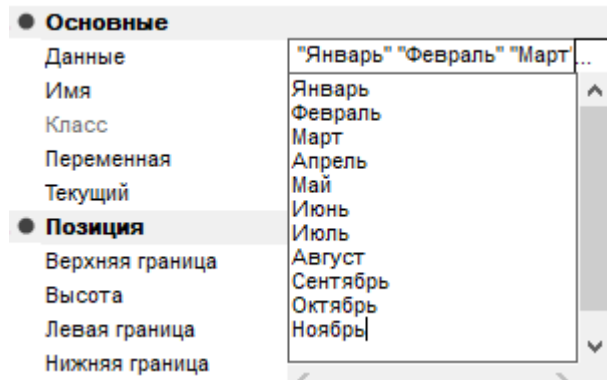 Основные
Данные "Январь" "Февраль" "Март" ...
Имя
Класс
Переменная
Текущий
Позиция
Верхняя граница
Высота
Левая граница
Нижняя граница
Январь
Февраль
Март
Апрель
Май
Июнь
Июль
Август
Сентябрь
Октябрь
Ноябрь